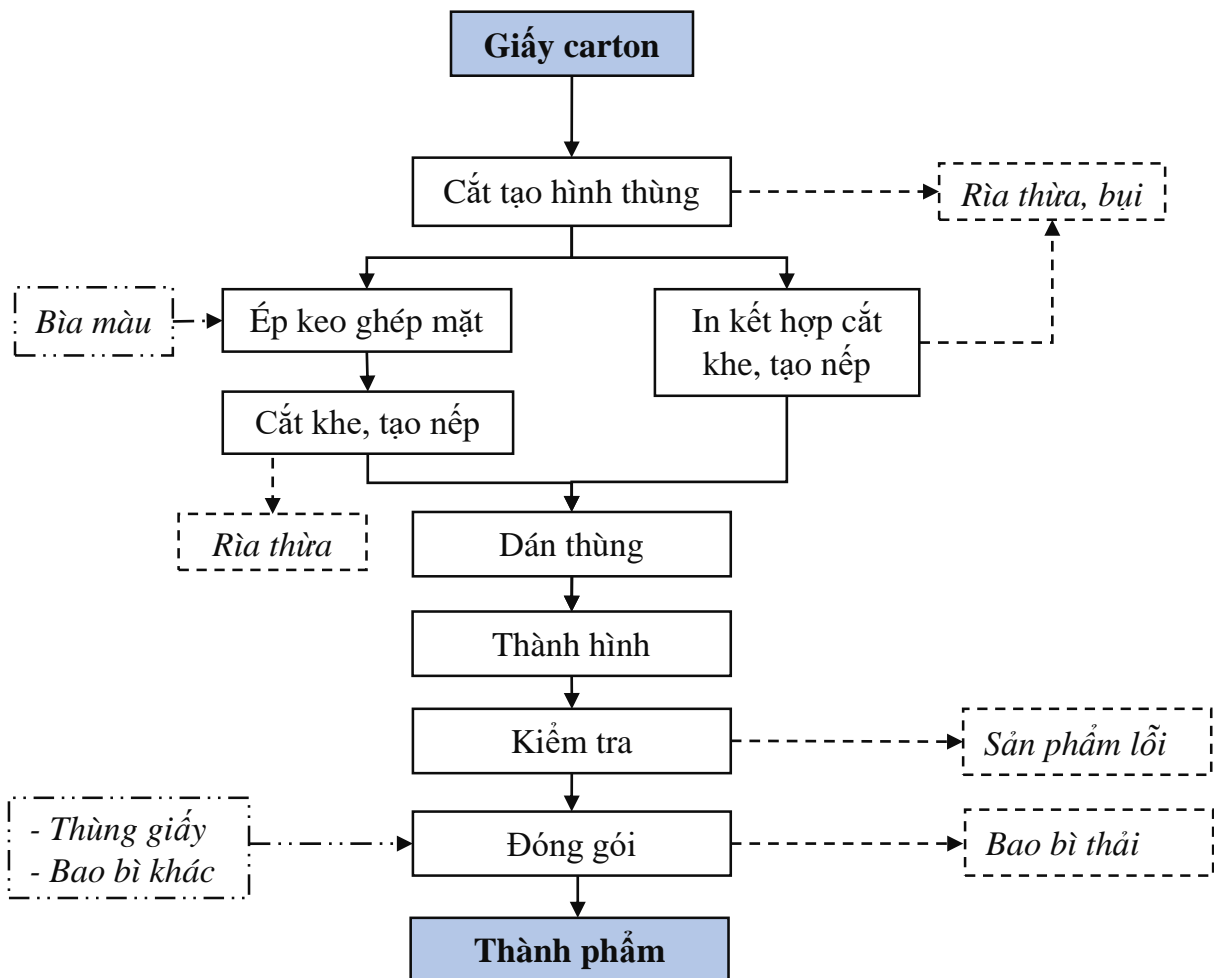 Giấy carton
Cắt tạo hình thùng
Rìa thừa, bụi
Bìa màu
Ép keo ghép mặt
In kết hợp cắt
khe, tạo nếp
Cắt khe, tạo nếp
Rìa thừa
Dán thùng
Thành hình
Kiểm tra
Sản phẩm lỗi
- Thùng giấy
- Bao bì khác
Đóng gói
Bao bì thải
Thành phẩm